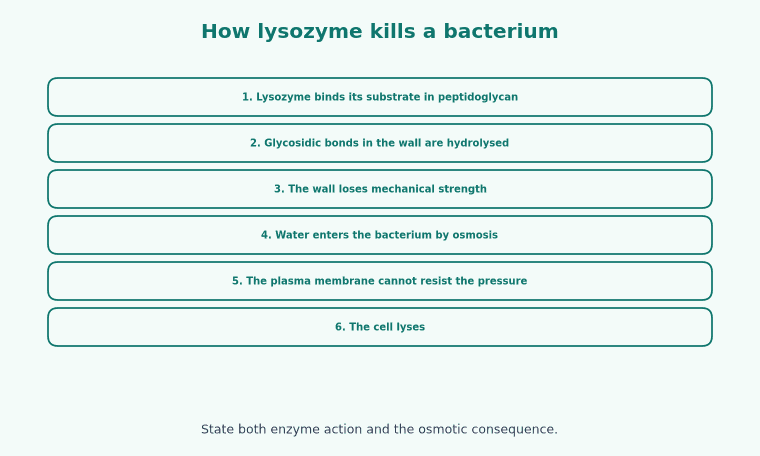 How lysozyme kills a bacterium
1. Lysozyme binds its substrate in peptidoglycan
2. Glycosidic bonds in the wall are hydrolysed
3. The wall loses mechanical strength
4. Water enters the bacterium by osmosis
5. The plasma membrane cannot resist the pressure
6. The cell lyses
State both enzyme action and the osmotic consequence.